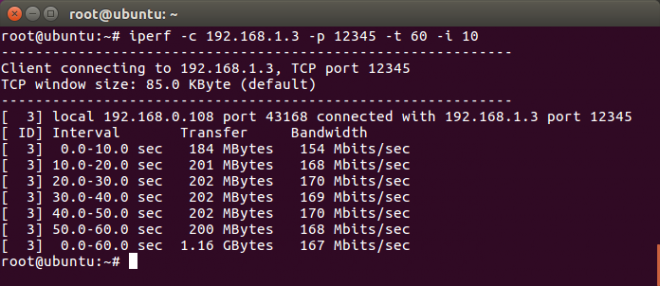 root@ubuntu: ~
root@ubuntu:~# iperf -c 192.168.1.3 -p 12345 -t 60 -i 10
------------------------------------------------------------
Client connecting to 192.168.1.3, TCP port 12345
TCP window size: 85.0 KByte (default)
------------------------------------------------------------
[  3] local 192.168.0.108 port 43168 connected with 192.168.1.3 port 12345
[ ID] Interval       Transfer     Bandwidth
[  3]  0.0-10.0 sec   184 MBytes   154 Mbits/sec
[  3] 10.0-20.0 sec   201 MBytes   168 Mbits/sec
[  3] 20.0-30.0 sec   202 MBytes   170 Mbits/sec
[  3] 30.0-40.0 sec   202 MBytes   169 Mbits/sec
[  3] 40.0-50.0 sec   202 MBytes   170 Mbits/sec
[  3] 50.0-60.0 sec   200 MBytes   168 Mbits/sec
[  3]  0.0-60.0 sec  1.16 GBytes   167 Mbits/sec
root@ubuntu:~#